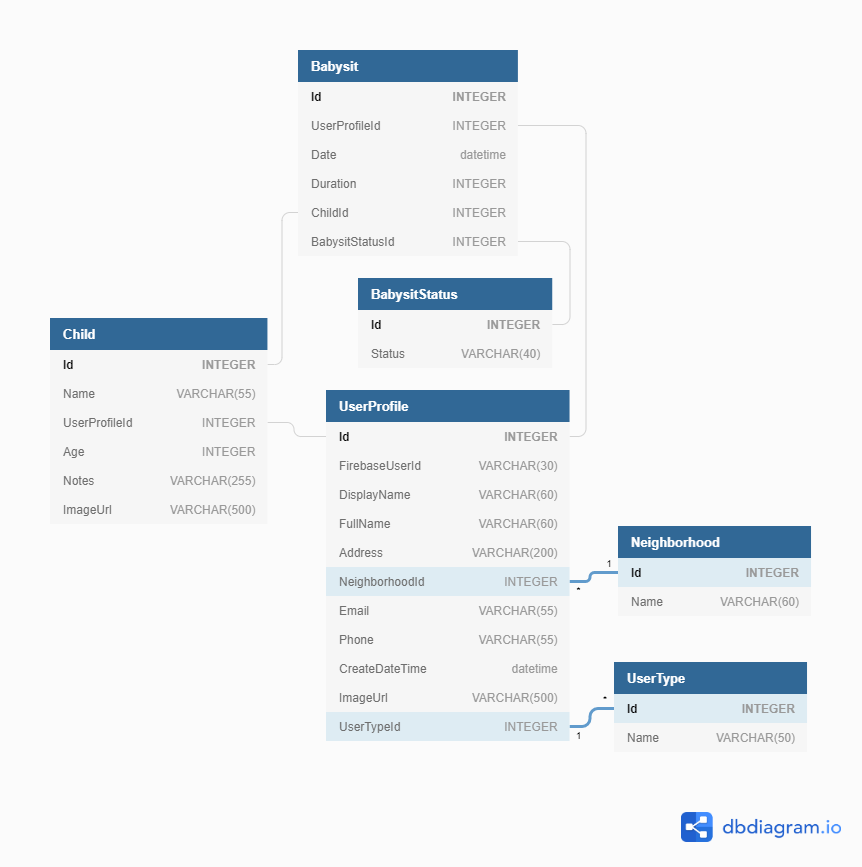 Babysit
Id INTEGER
UserProfileId INTEGER
Date datetime
Duration INTEGER
ChildId INTEGER
BabysitStatusId INTEGER
BabysitStatus
Id INTEGER
Status VARCHAR(40)
Child
Id INTEGER
Name VARCHAR(55)
UserProfileId INTEGER
Age INTEGER
Notes VARCHAR(255)
ImageUrl VARCHAR(500)
UserProfile
Id INTEGER
FirebaseUserId VARCHAR(30)
DisplayName VARCHAR(60)
FullName VARCHAR(60)
Address VARCHAR(200)
NeighborhoodId INTEGER
Email VARCHAR(55)
Phone VARCHAR(55)
CreateDateTime datetime
ImageUrl VARCHAR(500)
UserTypeId INTEGER
1
*
Neighborhood
Id INTEGER
Name VARCHAR(60)
*
1
UserType
Id INTEGER
Name VARCHAR(50)
dbdiagram.io